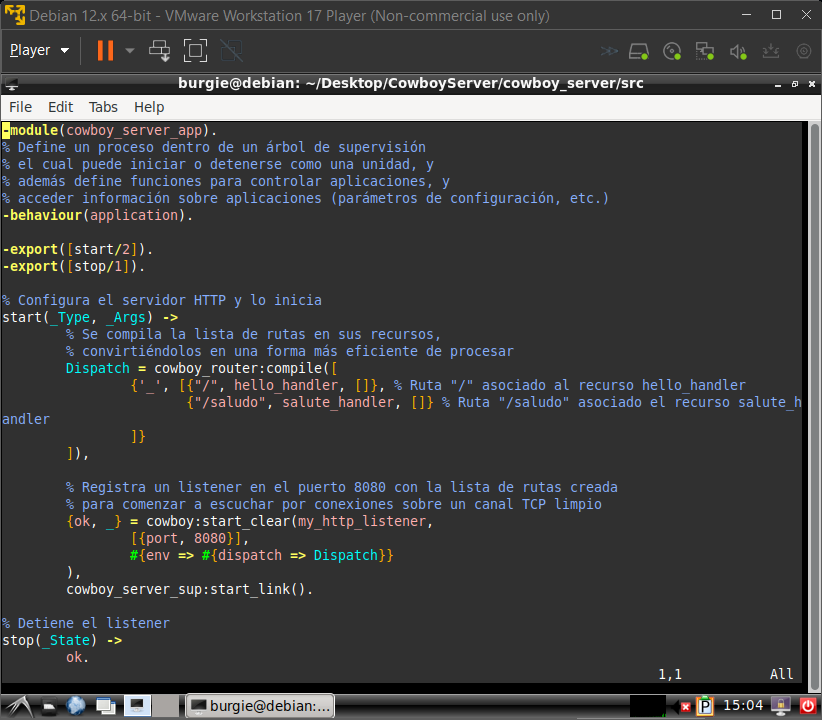 Debian 12.x 64-bit - VMware Workstation 17 Player (Non-commercial use only)
Player
burgie@debian: ~/Desktop/CowboyServer/cowboy_server/src
File Edit Tabs Help
-module(cowboy_server_app).
% Define un proceso dentro de un árbol de supervisión
% el cual puede iniciar o detenerse como una unidad, y
% además define funciones para controlar aplicaciones, y
% acceder información sobre aplicaciones (parámetros de configuración, etc.)
-behaviour(application).
-export([start/2]).
-export([stop/1]).
% Configura el servidor HTTP y lo inicia
start(_Type, _Args) ->
% Se compila la lista de rutas en sus recursos,
% convirtiéndolos en una forma más eficiente de procesar
Dispatch = cowboy_router:compile([
{'_', [{"/", hello_handler, []}, % Ruta "/" asociado al recurso hello_handler
{"/saludo", salute_handler, []} % Ruta "/saludo" asociado el recurso salute_h
andler
]}
]),
% Registra un listener en el puerto 8080 con la lista de rutas creada
% para comenzar a escuchar por conexiones sobre un canal TCP limpio
{ok, _} = cowboy:start_clear(my_http_listener,
[{port, 8080}],
#{env => #{dispatch => Dispatch}}
),
cowboy_server_sup:start_link().
% Detiene el listener
stop(_State) ->
ok.
1,1 All
burgie@debian:... 15:04